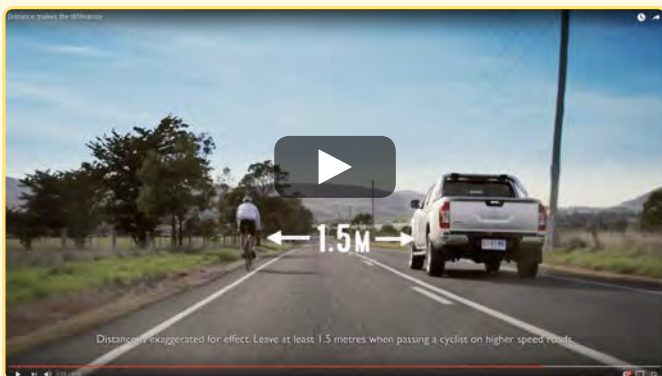 Distance makes the Difference
1.5M
Distance is exaggerated for effect. Leave at least 1.5 metres when passing a cyclist on higher speed roads.